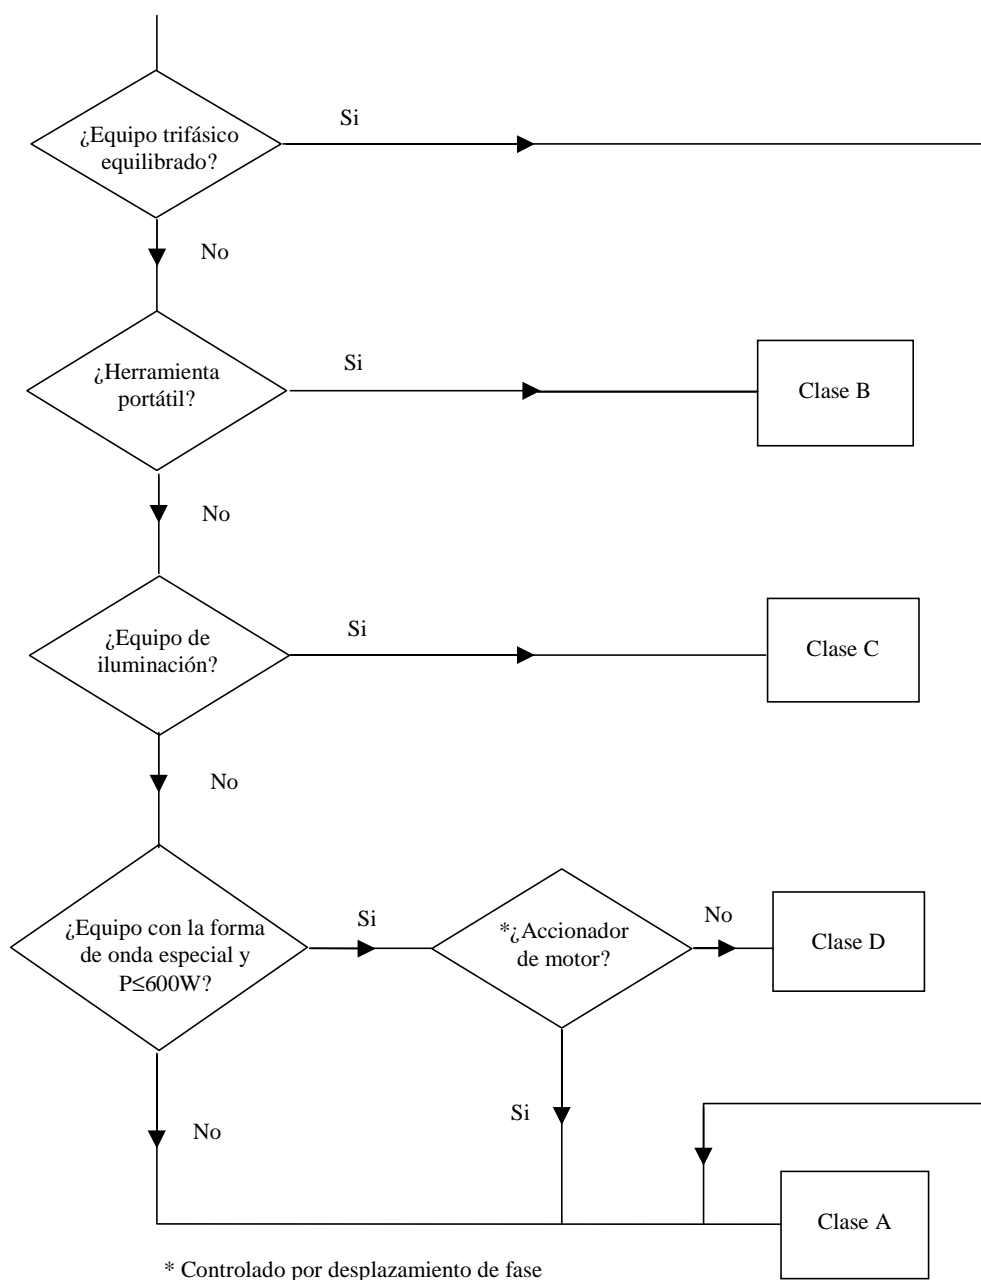 Si
¿Equipo trifásico
equilibrado?
No
Si
¿Herramienta
portátil?
Clase B
No
Si
¿Equipo de
iluminación?
Clase C
No
¿Equipo con la forma
de onda especial y
P≤600W?
Si
*¿Accionador
de motor?
No
Clase D
Si
No
Clase A
* Controlado por desplazamiento de fase